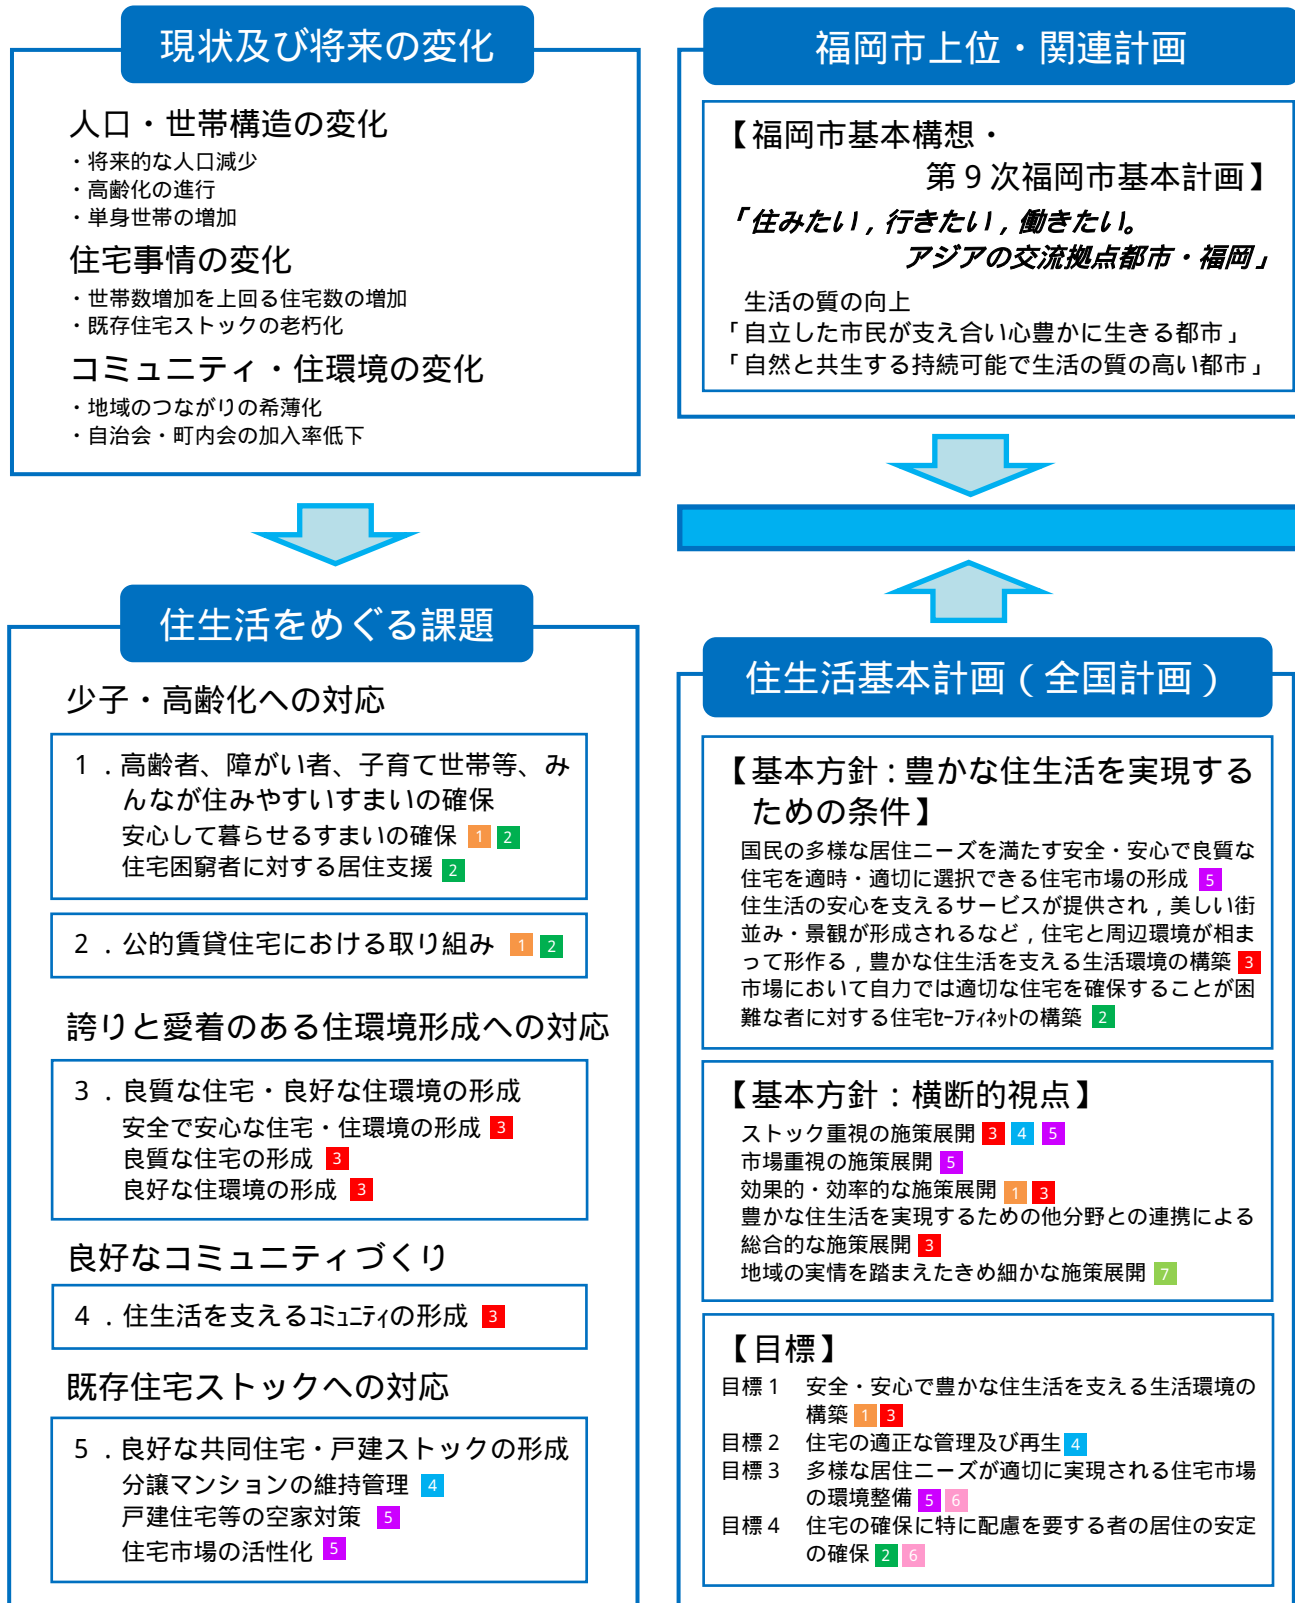 現状及び将来の変化
人口・世帯構造の変化
・将来的な人口減少
・高齢化の進行
・単身世帯の増加
住宅事情の変化
・世帯数増加を上回る住宅数の増加
・既存住宅ストックの老朽化
コミュニティ・住環境の変化
・地域のつながりの希薄化
・自治会・町内会の加入率低下
住生活をめぐる課題
少子・高齢化への対応
1．高齢者、障がい者、子育て世帯等、み
んなが住みやすいすまいの確保
安心して暮らせるすまいの確保 1 2
住宅困窮者に対する居住支援 2
2．公的賃貸住宅における取り組み 1 2
誇りと愛着のある住環境形成への対応
3．良質な住宅・良好な住環境の形成
安全で安心な住宅・住環境の形成 3
良質な住宅の形成 3
良好な住環境の形成 3
良好なコミュニティづくり
4．住生活を支えるｺﾐｭﾆﾃｨの形成 3
既存住宅ストックへの対応
5．良好な共同住宅・戸建ストックの形成
分譲マンションの維持管理 4
戸建住宅等の空家対策 5
住宅市場の活性化 5
福岡市上位・関連計画
【福岡市基本構想・
第9次福岡市基本計画】
「住みたい，行きたい，働きたい。
アジアの交流拠点都市・福岡」
生活の質の向上
「自立した市民が支え合い心豊かに生きる都市」
「自然と共生する持続可能で生活の質の高い都市」
住生活基本計画（全国計画）
【基本方針：豊かな住生活を実現する
ための条件】
国民の多様な居住ニーズを満たす安全・安心で良質な
住宅を適時・適切に選択できる住宅市場の形成 5
住生活の安心を支えるサービスが提供され，美しい街
並み・景観が形成されるなど，住宅と周辺環境が相ま
って形作る，豊かな住生活を支える生活環境の構築 3
市場において自力では適切な住宅を確保することが困
難な者に対する住宅ｾｰﾌﾃｨﾈｯﾄの構築 2
【基本方針：横断的視点】
ストック重視の施策展開 3 4 5
市場重視の施策展開 5
効果的・効率的な施策展開 1 3
豊かな住生活を実現するための他分野との連携による
総合的な施策展開 3
地域の実情を踏まえたきめ細かな施策展開 7
【目標】
目標1 安全・安心で豊かな住生活を支える生活環境の
構築 1 3
目標2 住宅の適正な管理及び再生 4
目標3 多様な居住ニーズが適切に実現される住宅市場
の環境整備 5 6
目標4 住宅の確保に特に配慮を要する者の居住の安定
の確保 2 6